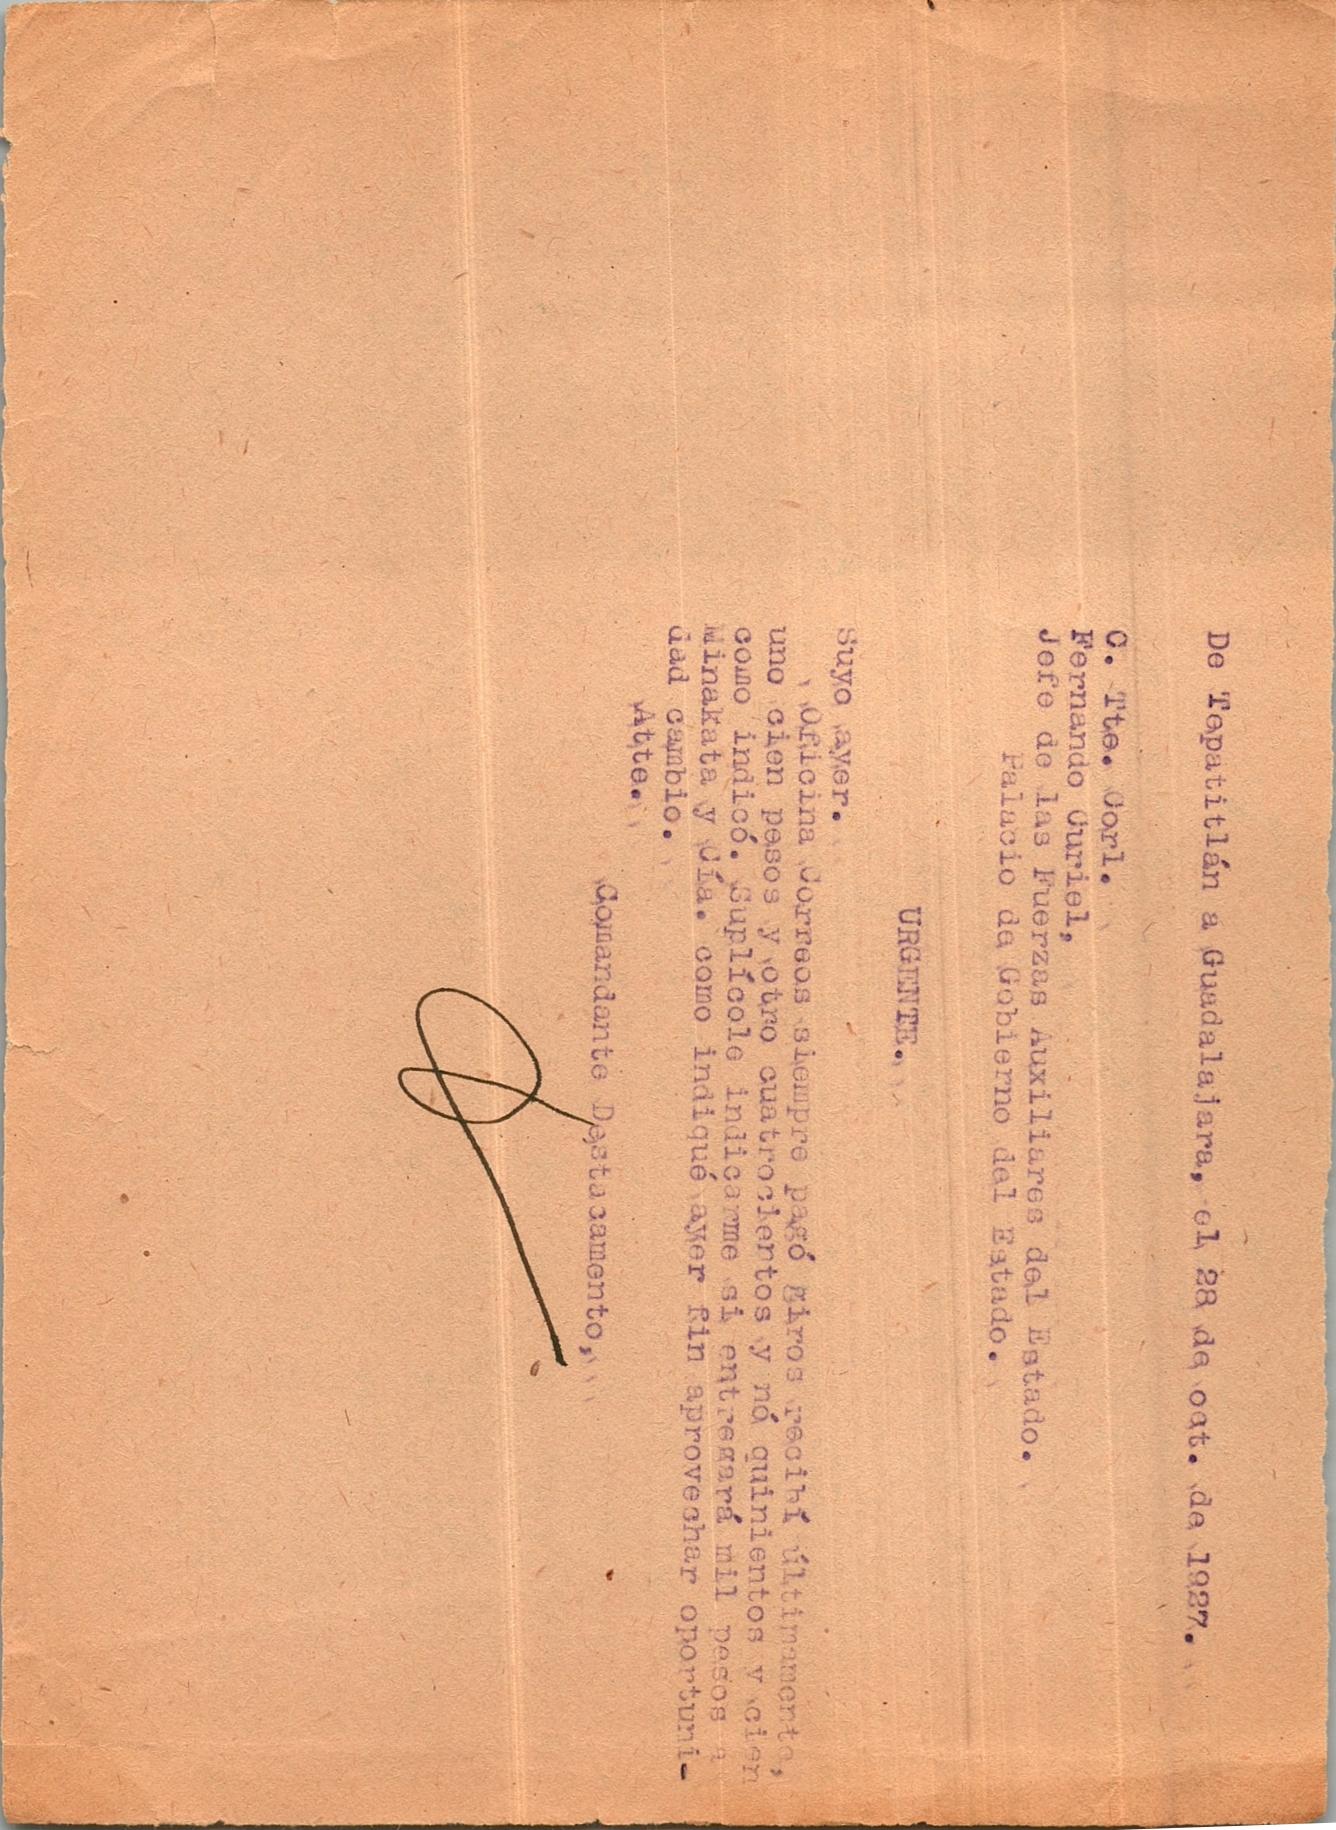 De Tepatitlán a Guadalajara, el 28 de oct. de 1927.
C. Tte. Corl.
Fernando Curiel,
Jefe de las Fuerzas Auxiliares del Estado.
Palacio de Gobierno del Estado.
URGENTE.
Suyo ayer.
Oficina Correos siempre pagó giros recibí últimamente,
uno cien pesos y otro cuatrocientos y nó quinientos y cien
como indicó. Suplícole indicarme si entregará mil pesos a
Minakata y Cía. como indiqué ayer fin aprovechar oportuni-
dad cambio.
Atte.
Comandante Destacamento,